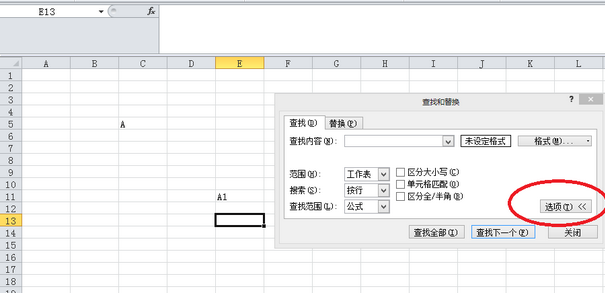 E13 fx
A B C D E F G H I J K L
1
2
3
4
5 A
6
7
8
9
10
11 A1
12
13
14
15
16
17
18
19
查找和替换 ? ×
查找(D) 替换(P)
查找内容(N): 未设定格式 格式(M)...
范围(H): 工作表 区分大小写(C)
搜索(S): 按行 单元格匹配(O)
查找范围(L): 公式 区分全/半角(B)
选项(T) <<
查找全部(I) 查找下一个(F) 关闭